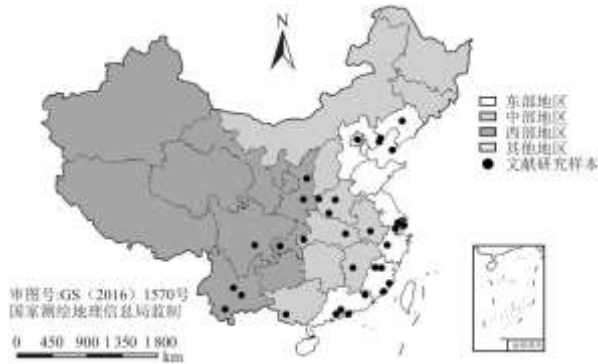 N
东部地区
中部地区
西部地区
其他地区
文献研究样本
审图号:GS（2016）1570号
国家测绘地理信息局监制
0 450 900 1 350 1 800
km